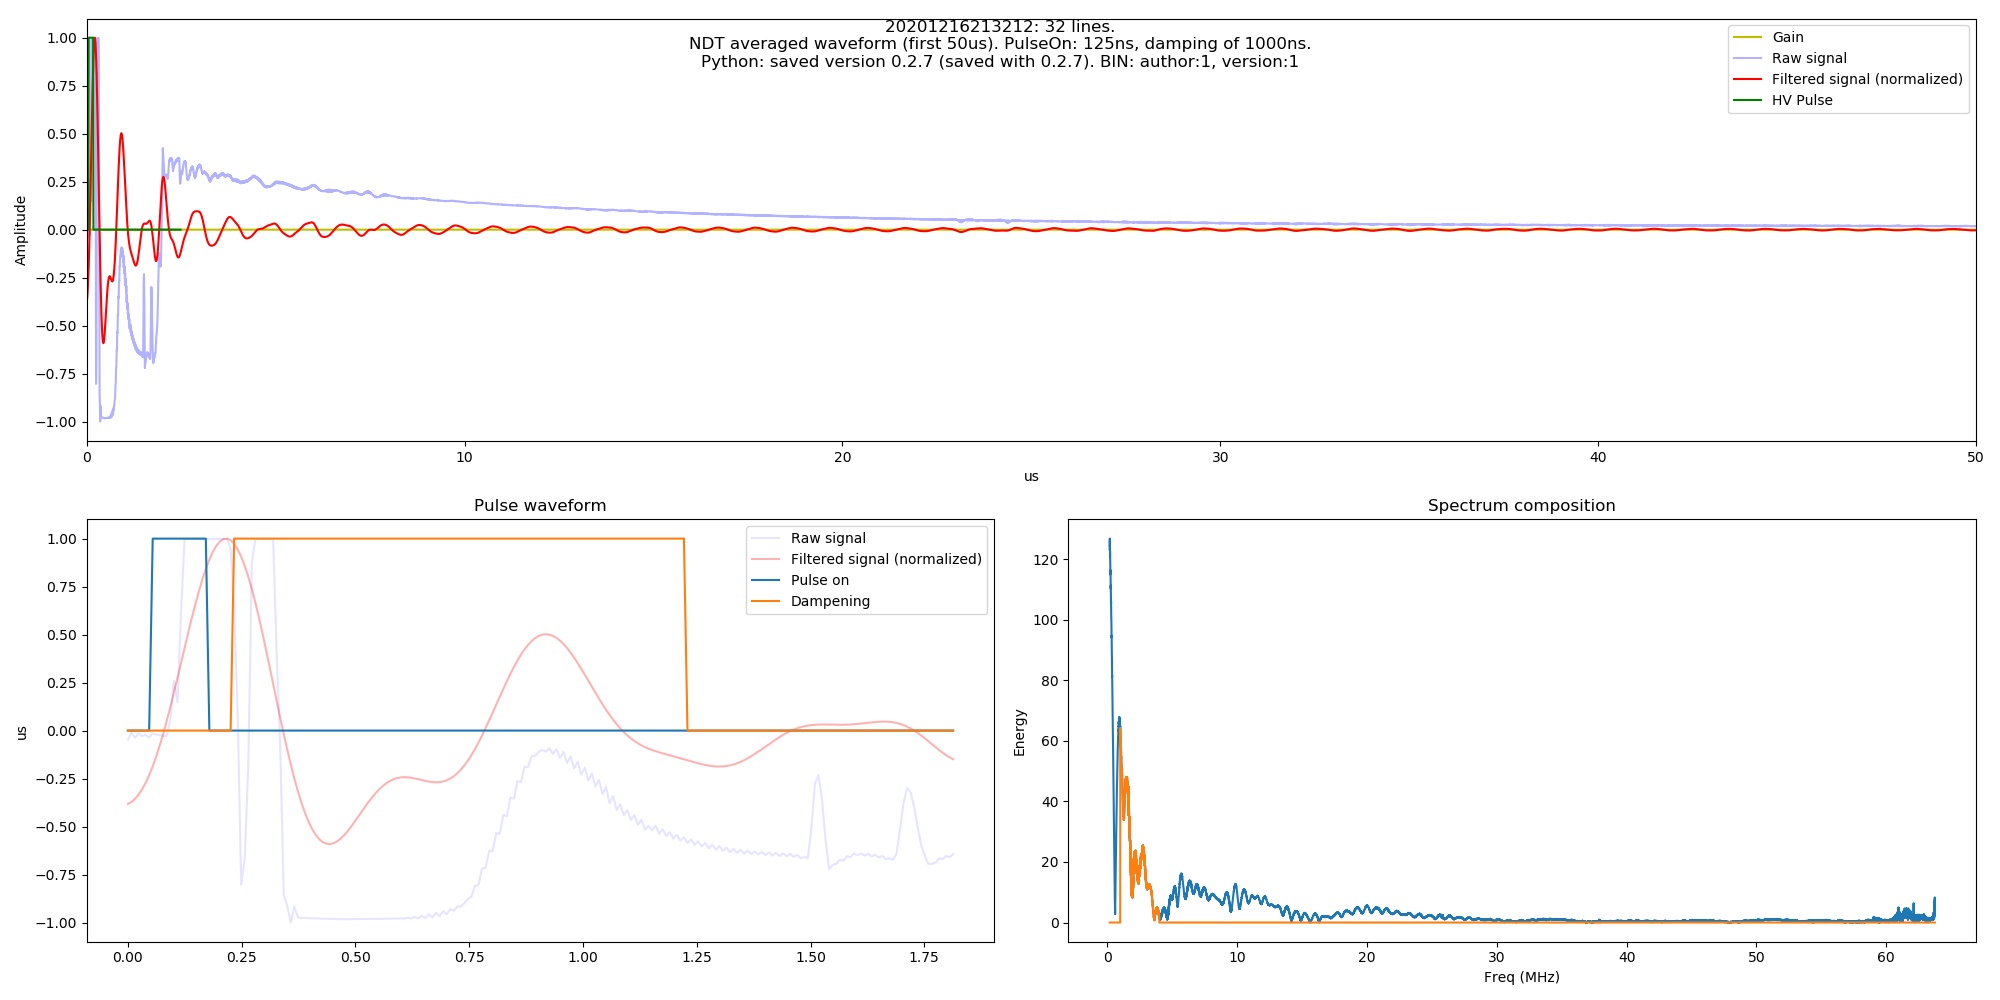 20201216213212: 32 lines.
NDT averaged waveform (first 50us). PulseOn: 125ns, damping of 1000ns.
Python: saved version 0.2.7 (saved with 0.2.7). BIN: author:1, version:1
Gain
Raw signal
Filtered signal (normalized)
HV Pulse
1.00
0.75
0.50
0.25
0.00
−0.25
−0.50
−0.75
−1.00
Amplitude
0 10 20 30 40 50
us
Pulse waveform
Raw signal
Filtered signal (normalized)
Pulse on
Dampening
1.00
0.75
0.50
0.25
0.00
−0.25
−0.50
−0.75
−1.00
us
0.00 0.25 0.50 0.75 1.00 1.25 1.50 1.75
Spectrum composition
120
100
80
60
40
20
0
Energy
0 10 20 30 40 50 60
Freq (MHz)